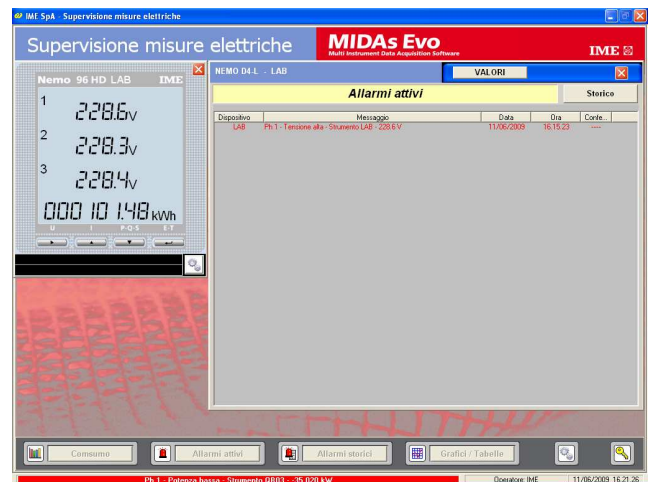 IME SpA - Supervisione misure elettriche
Supervisione misure elettriche
MIDAs Evo
Multi Instrument Data Acquisition Software
IME
Nemo 96 HD LAB IME
1 228.6V
2 228.3V
3 228.4V
000 10 1.48 kWh
U I P-Q-S E-T
NEMO D4-L - LAB
VALORI
Allarmi attivi
Storico
Dispositivo Messaggio Data Ora Confe...
LAB Ph 1 - Tensione alta - Strumento LAB - 228.6 V 11/06/2009 16.15.23 ----
Comsumo
Allarmi attivi
Allarmi storici
Grafici / Tabelle
Ph 1 - Potenza bassa - Strumento QB03 - -35.020 kW
Operatore: IME
11/06/2009 16.21.26